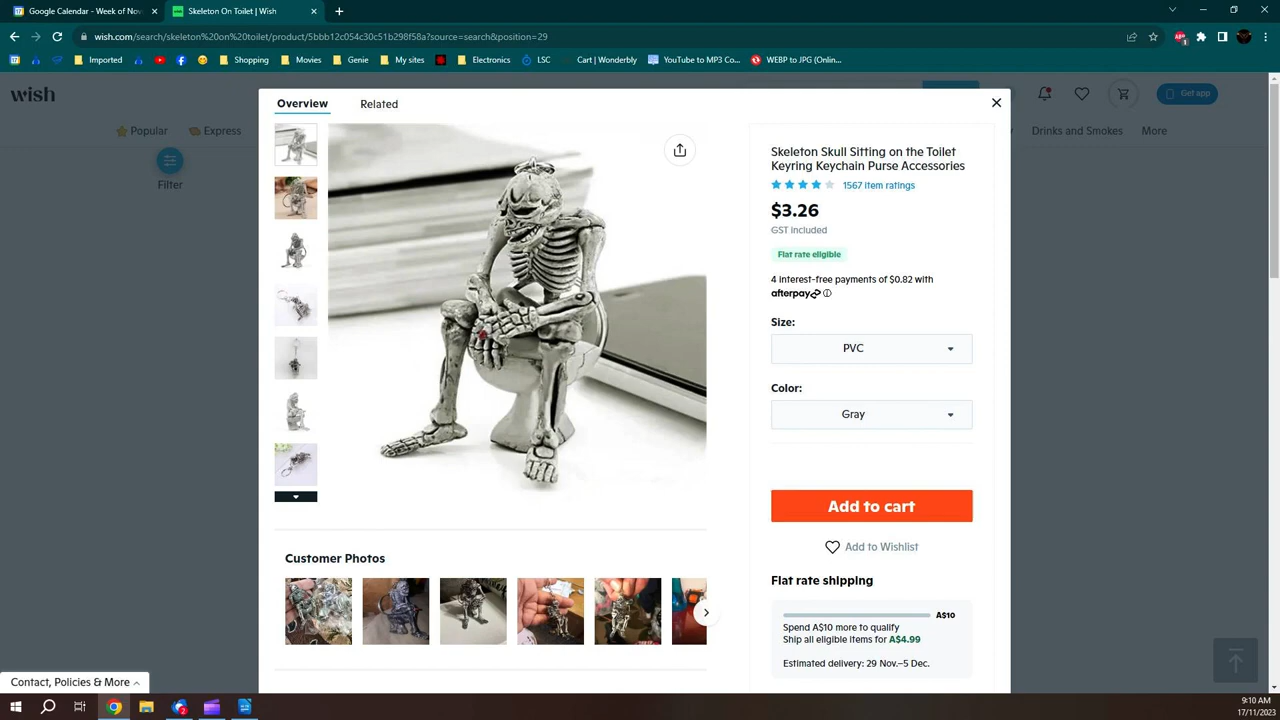 Google Calendar - Week of Nov
Skeleton On Toilet | Wish
wish.com/search/skeleton%20on%20toilet/product/5bbb12c054c30c51b298f58a?source=search&position=29
Imported
Shopping
Movies
Genie
My sites
Electronics
LSC
Cart | Wonderbly
YouTube to MP3 Co...
WEBP to JPG (Onlin...
wish
Get app
Popular
Express
Drinks and Smokes
More
Filter
Overview
Related
Skeleton Skull Sitting on the Toilet
Keyring Keychain Purse Accessories
1567 item ratings
$3.26
GST included
Flat rate eligible
4 interest-free payments of $0.82 with
afterpay
Size:
PVC
Color:
Gray
Add to cart
Add to Wishlist
Customer Photos
Flat rate shipping
A$10
Spend A$10 more to qualify
Ship all eligible items for A$4.99
Estimated delivery: 29 Nov.–5 Dec.
Contact, Policies & More
9:10 AM
17/11/2023